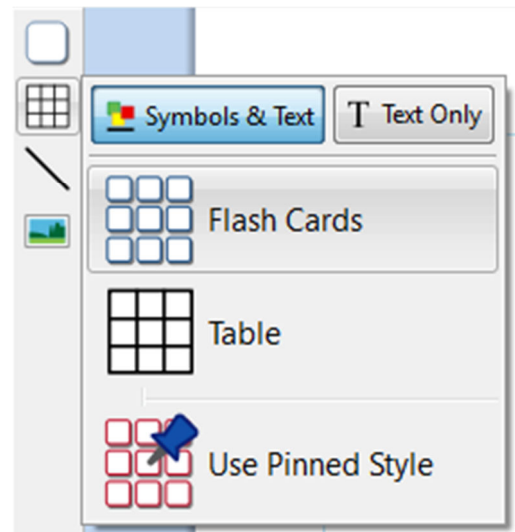 Symbols & Text
T Text Only
Flash Cards
Table
Use Pinned Style